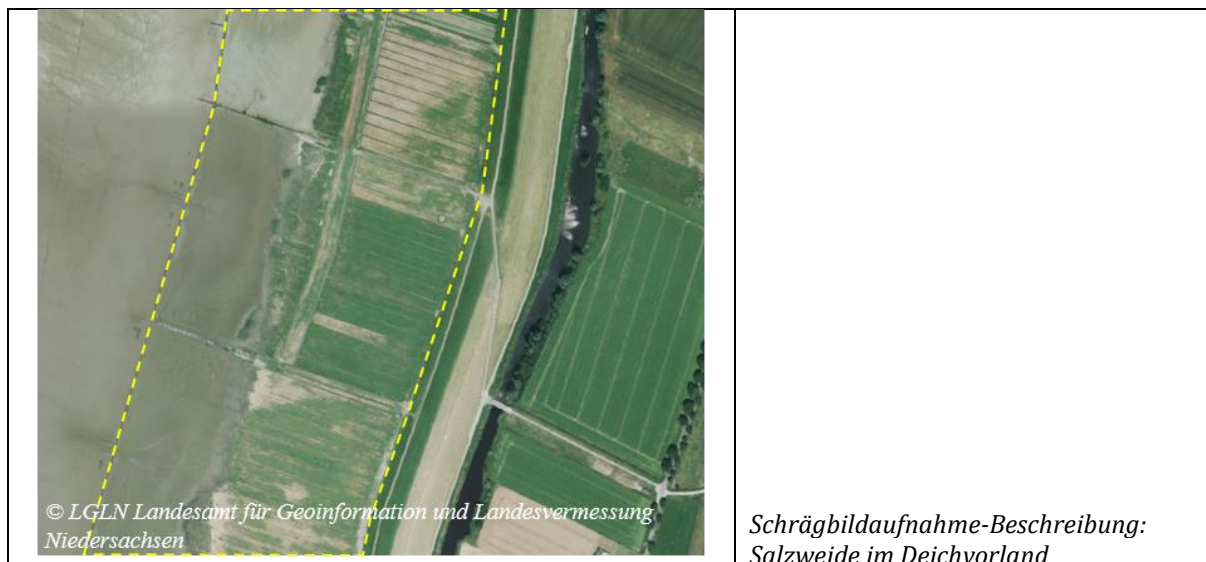 © LGLN Landesamt für Geoinformation und Landesvermessung
Niedersachsen
Schrägbildaufnahme-Beschreibung:
Salzweide im Deichvorland